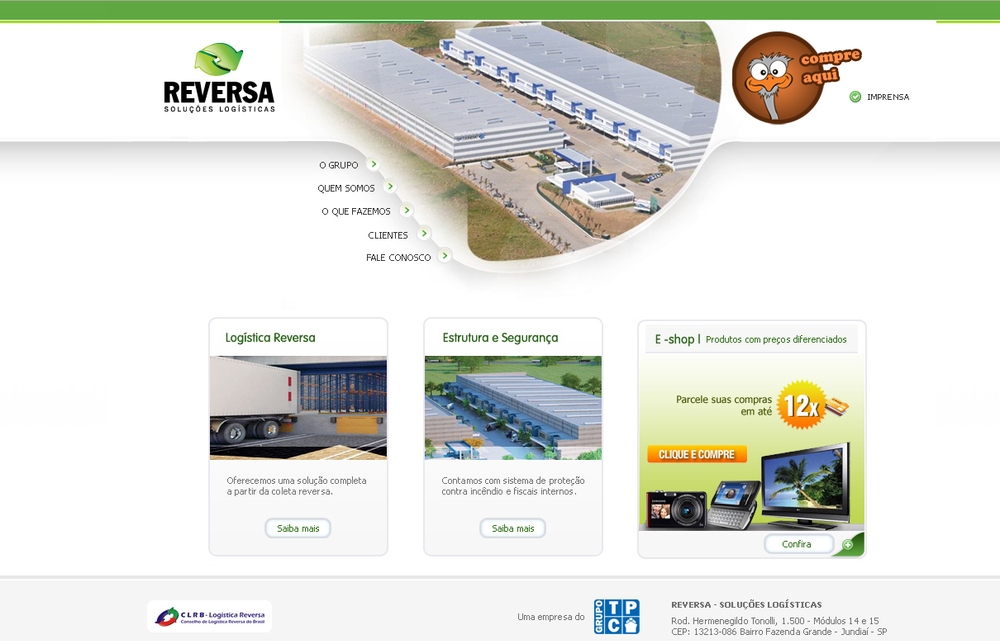 REVERSA
SOLUÇÕES LOGÍSTICAS
compre
aqui
IMPRENSA
O GRUPO
QUEM SOMOS
O QUE FAZEMOS
CLIENTES
FALE CONOSCO
Logística Reversa
Oferecemos uma solução completa
a partir da coleta reversa.
Saiba mais
Estrutura e Segurança
Contamos com sistema de proteção
contra incêndio e fiscais internos.
Saiba mais
E -shop | Produtos com preços diferenciados
Parcele suas compras
em até
12x
CLIQUE E COMPRE
SAMSUNG
Confira
CLRB - Logística Reversa
Conselho de Logística Reversa do Brasil
Uma empresa do
GRUPO
TPC
REVERSA - SOLUÇÕES LOGÍSTICAS
Rod. Hermenegildo Tonolli, 1.500 - Módulos 14 e 15
CEP: 13213-086 Bairro Fazenda Grande - Jundiaí - SP